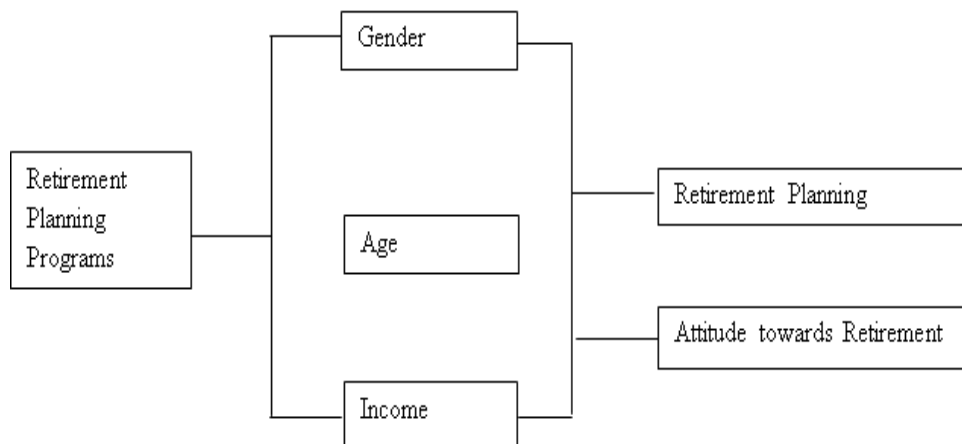 Gender
Retirement
Planning
Programs
Retirement Planning
Age
Attitude towards Retirement
Income